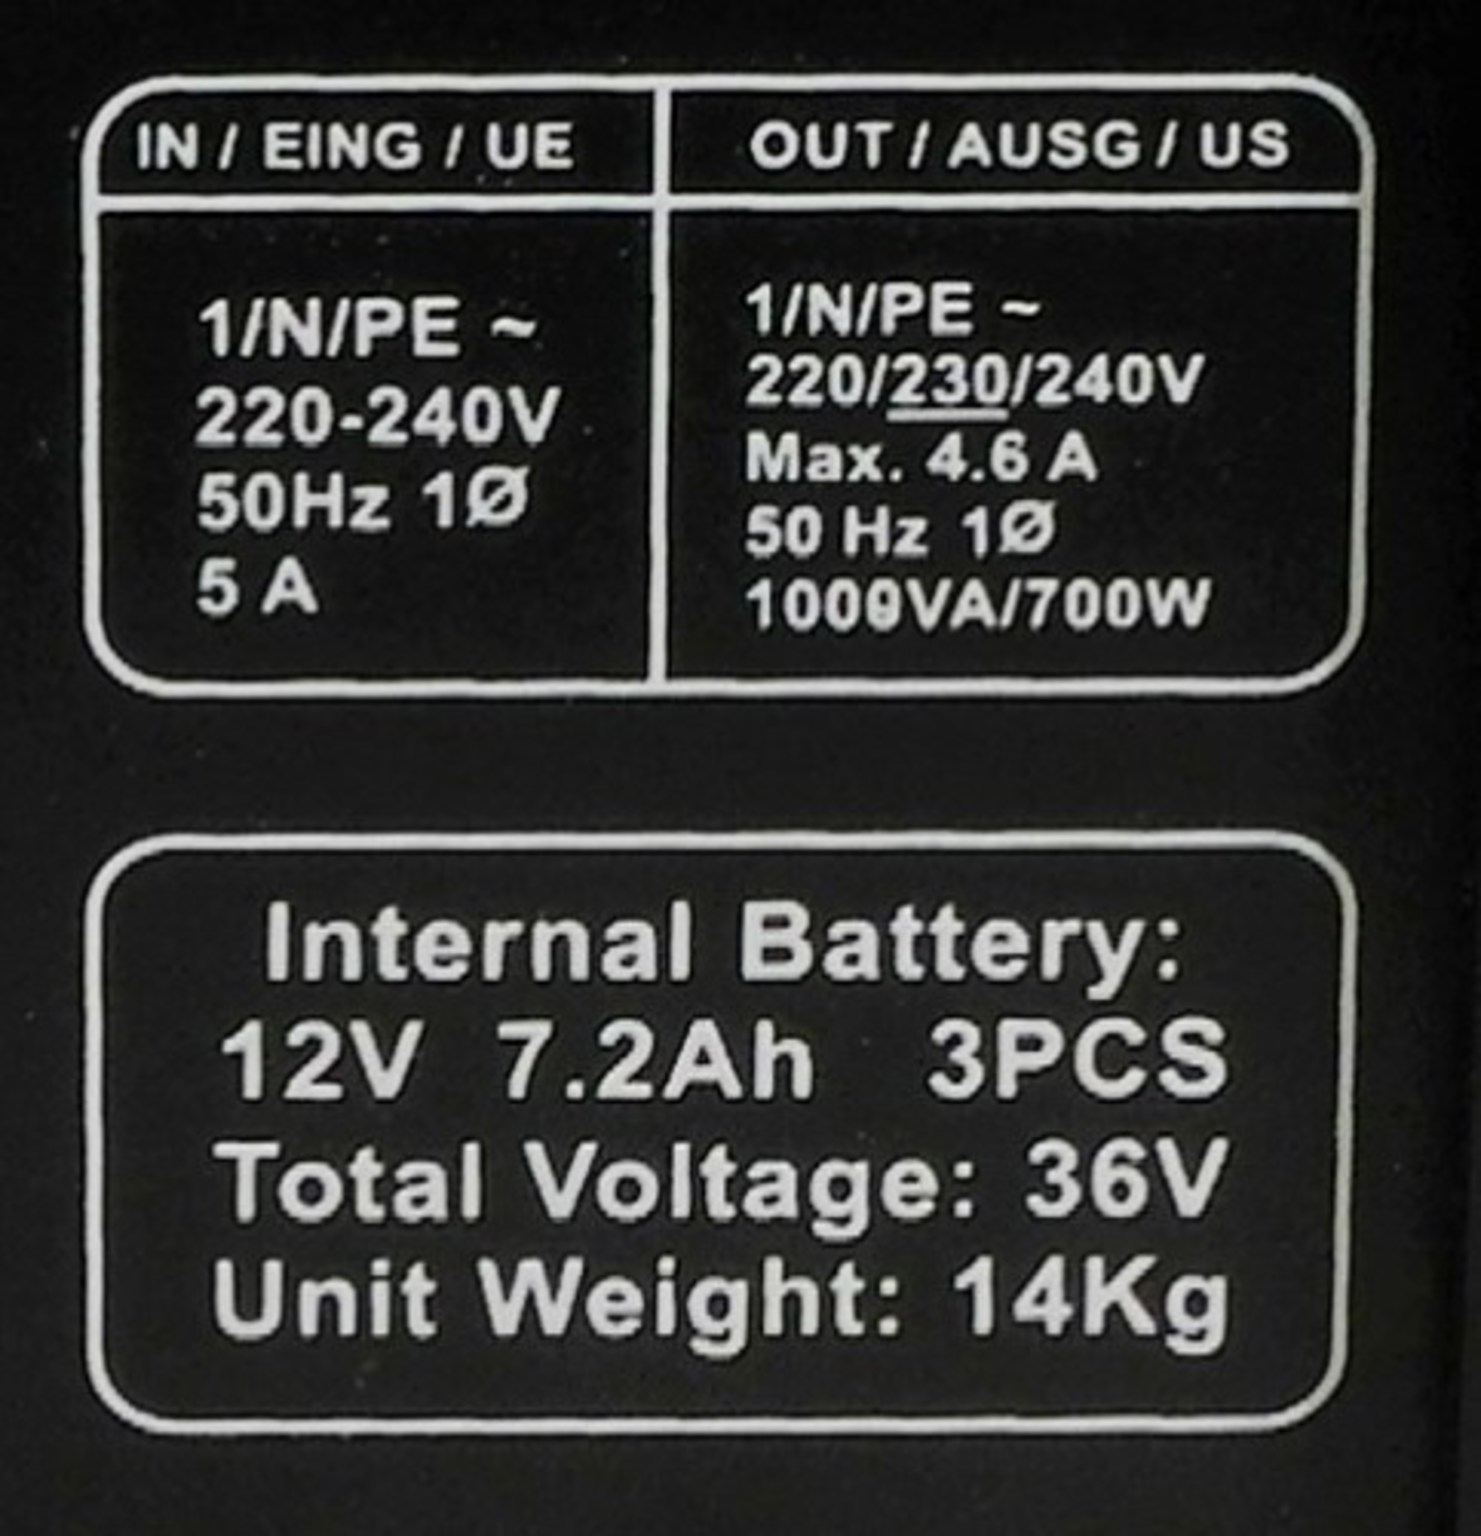 IN / EING / UE
OUT / AUSG / US
1/N/PE ~
220-240V
50Hz 1Ø
5 A
1/N/PE ~
220/230/240V
Max. 4.6 A
50 Hz 1Ø
1000VA/700W
Internal Battery:
12V 7.2Ah 3PCS
Total Voltage: 36V
Unit Weight: 14Kg